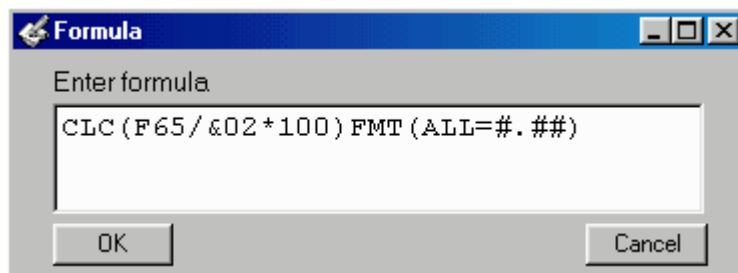 Formula
Enter formula
CLC(F65/&02*100)FMT(ALL=#.##)
OK
Cancel